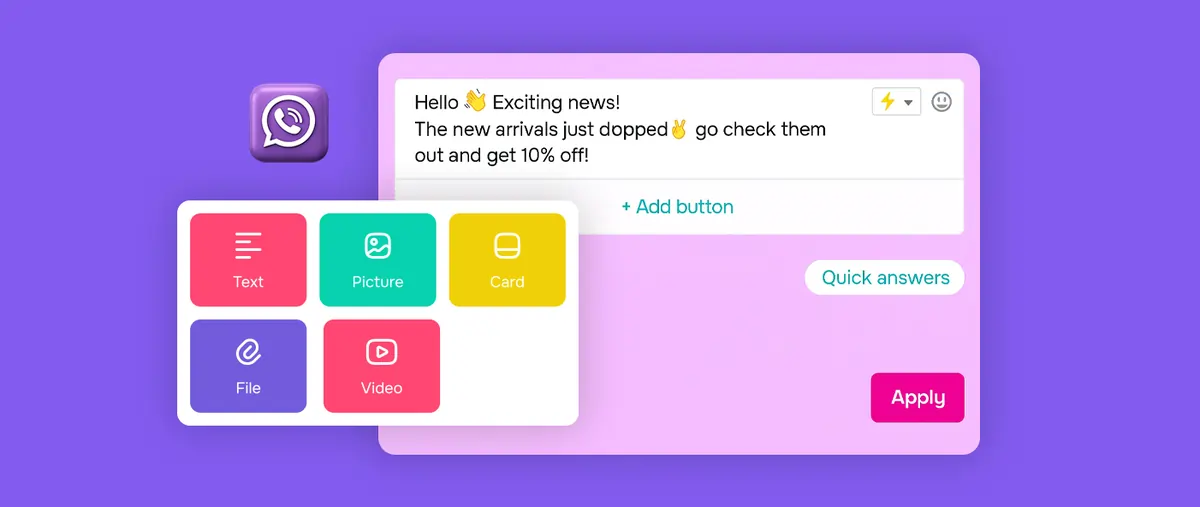 Hello 👋 Exciting news!
The new arrivals just dopped✌️ go check them
out and get 10% off!
+ Add button
Quick answers
Apply
Text
Picture
Card
File
Video